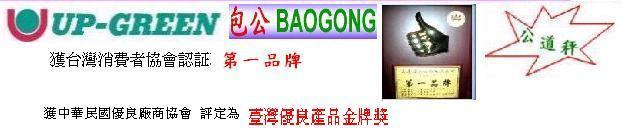 UP-GREEN 包公 BAOGONG
公道秤
獲台灣消費者協會認証 第一品牌
第一品牌
獲中華民國優良廠商協會 評定為 臺灣優良產品金牌獎